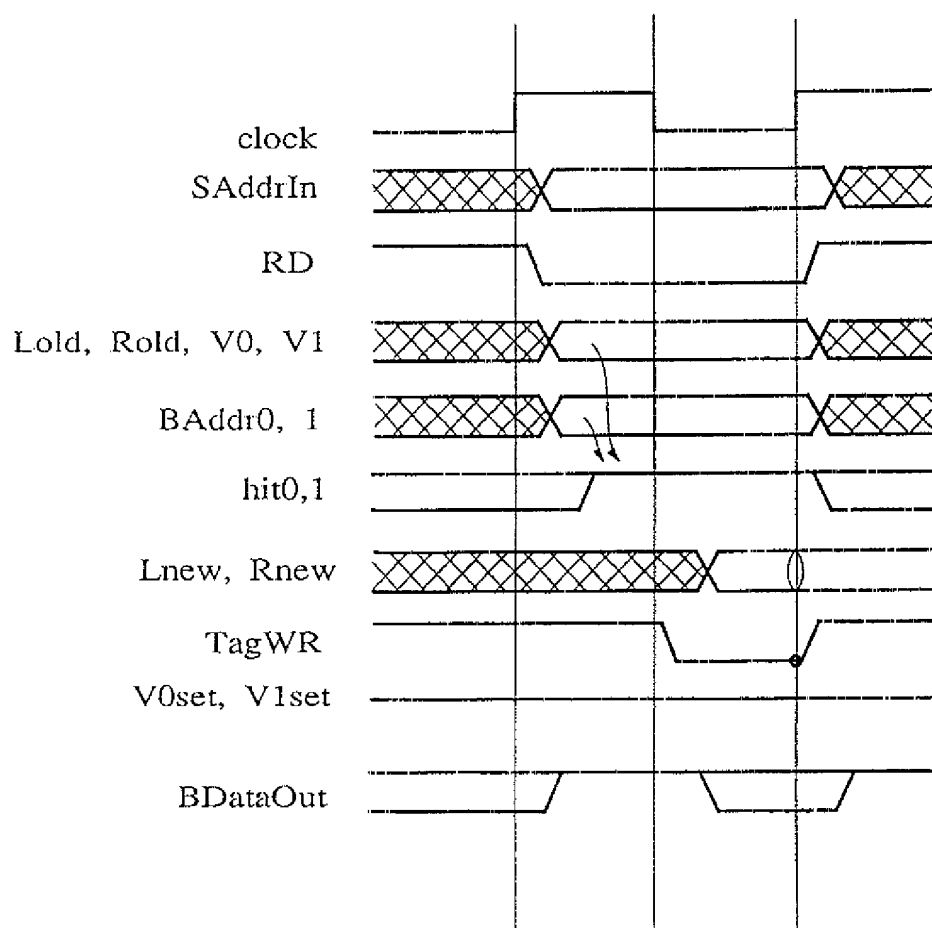 clock
SAddrIn
RD
Lold, Rold, V0, V1
BAddr0, 1
hit0,1
Lnew, Rnew
TagWR
V0set, V1set
BDataOut